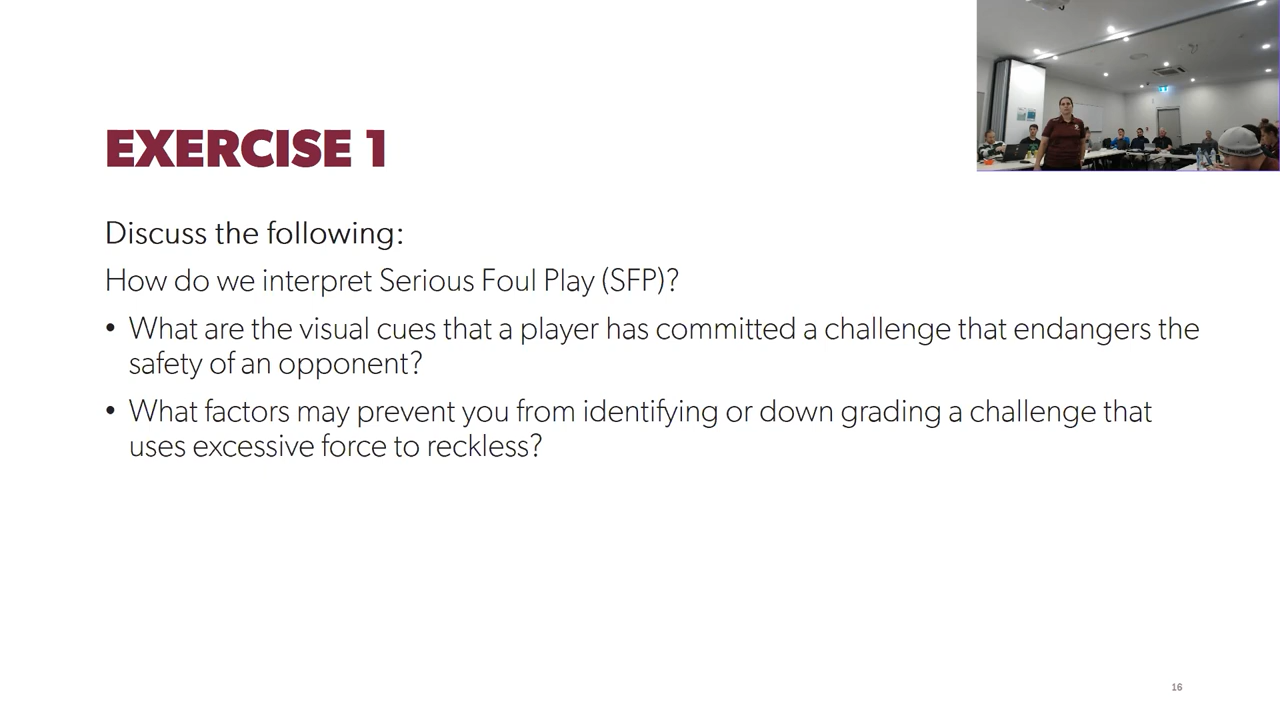 EXERCISE 1
Discuss the following:
How do we interpret Serious Foul Play (SFP)?
• What are the visual cues that a player has committed a challenge that endangers the
safety of an opponent?
• What factors may prevent you from identifying or down grading a challenge that
uses excessive force to reckless?
16